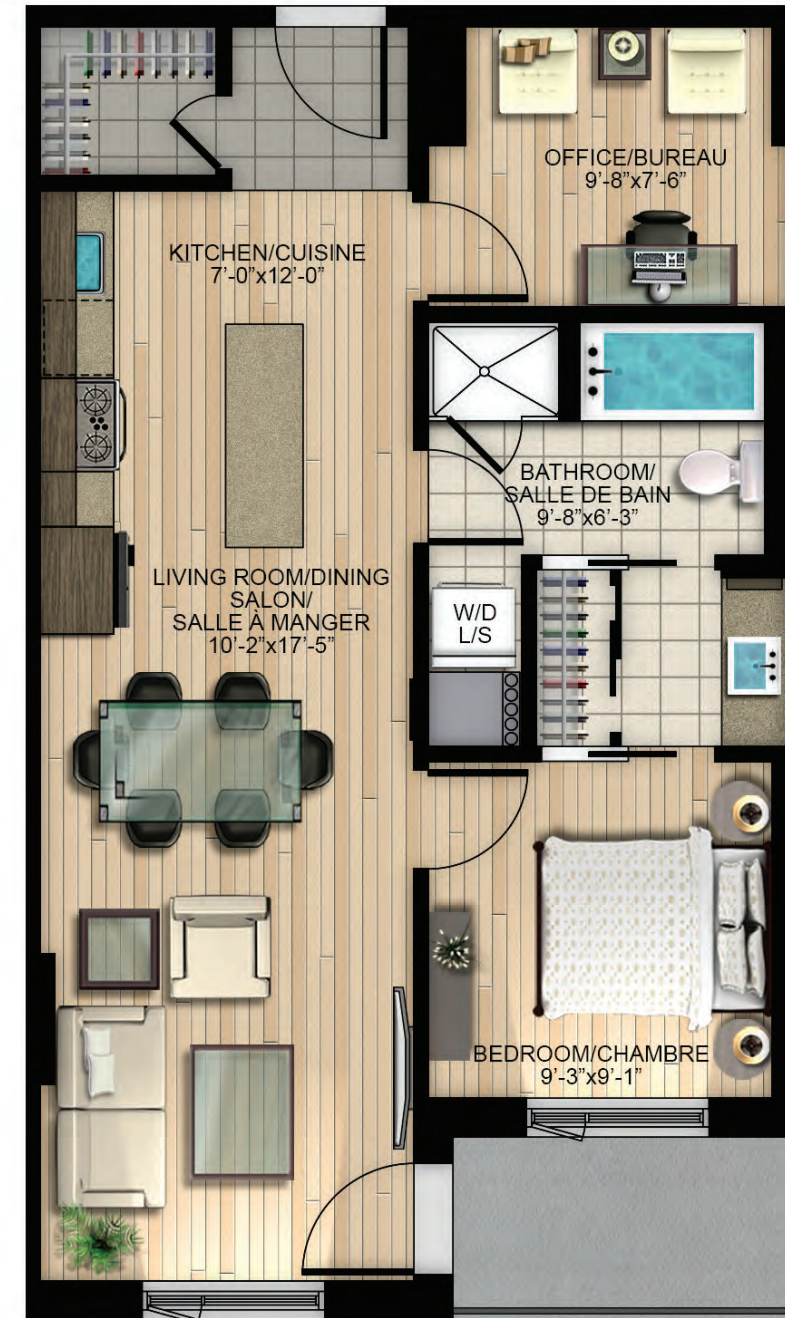 OFFICE/BUREAU
9’-8”x7’-6”
KITCHEN/CUISINE
7’-0”x12’-0”
BATHROOM/
SALLE DE BAIN
9’-8”x6’-3”
LIVING ROOM/DINING
SALON/
SALLE À MANGER
10’-2”x17’-5”
W/D
L/S
BEDROOM/CHAMBRE
9’-3”x9’-1”